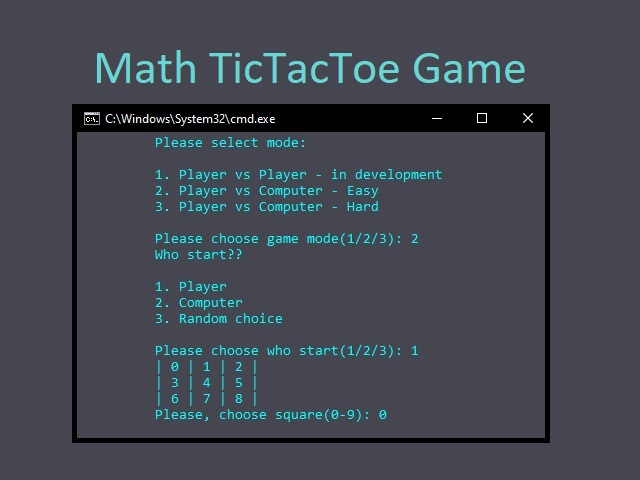 Math TicTacToe Game
C:\Windows\System32\cmd.exe
Please select mode:
1. Player vs Player - in development
2. Player vs Computer - Easy
3. Player vs Computer - Hard
Please choose game mode(1/2/3): 2
Who start??
1. Player
2. Computer
3. Random choice
Please choose who start(1/2/3): 1
| 0 | 1 | 2 |
| 3 | 4 | 5 |
| 6 | 7 | 8 |
Please, choose square(0-9): 0